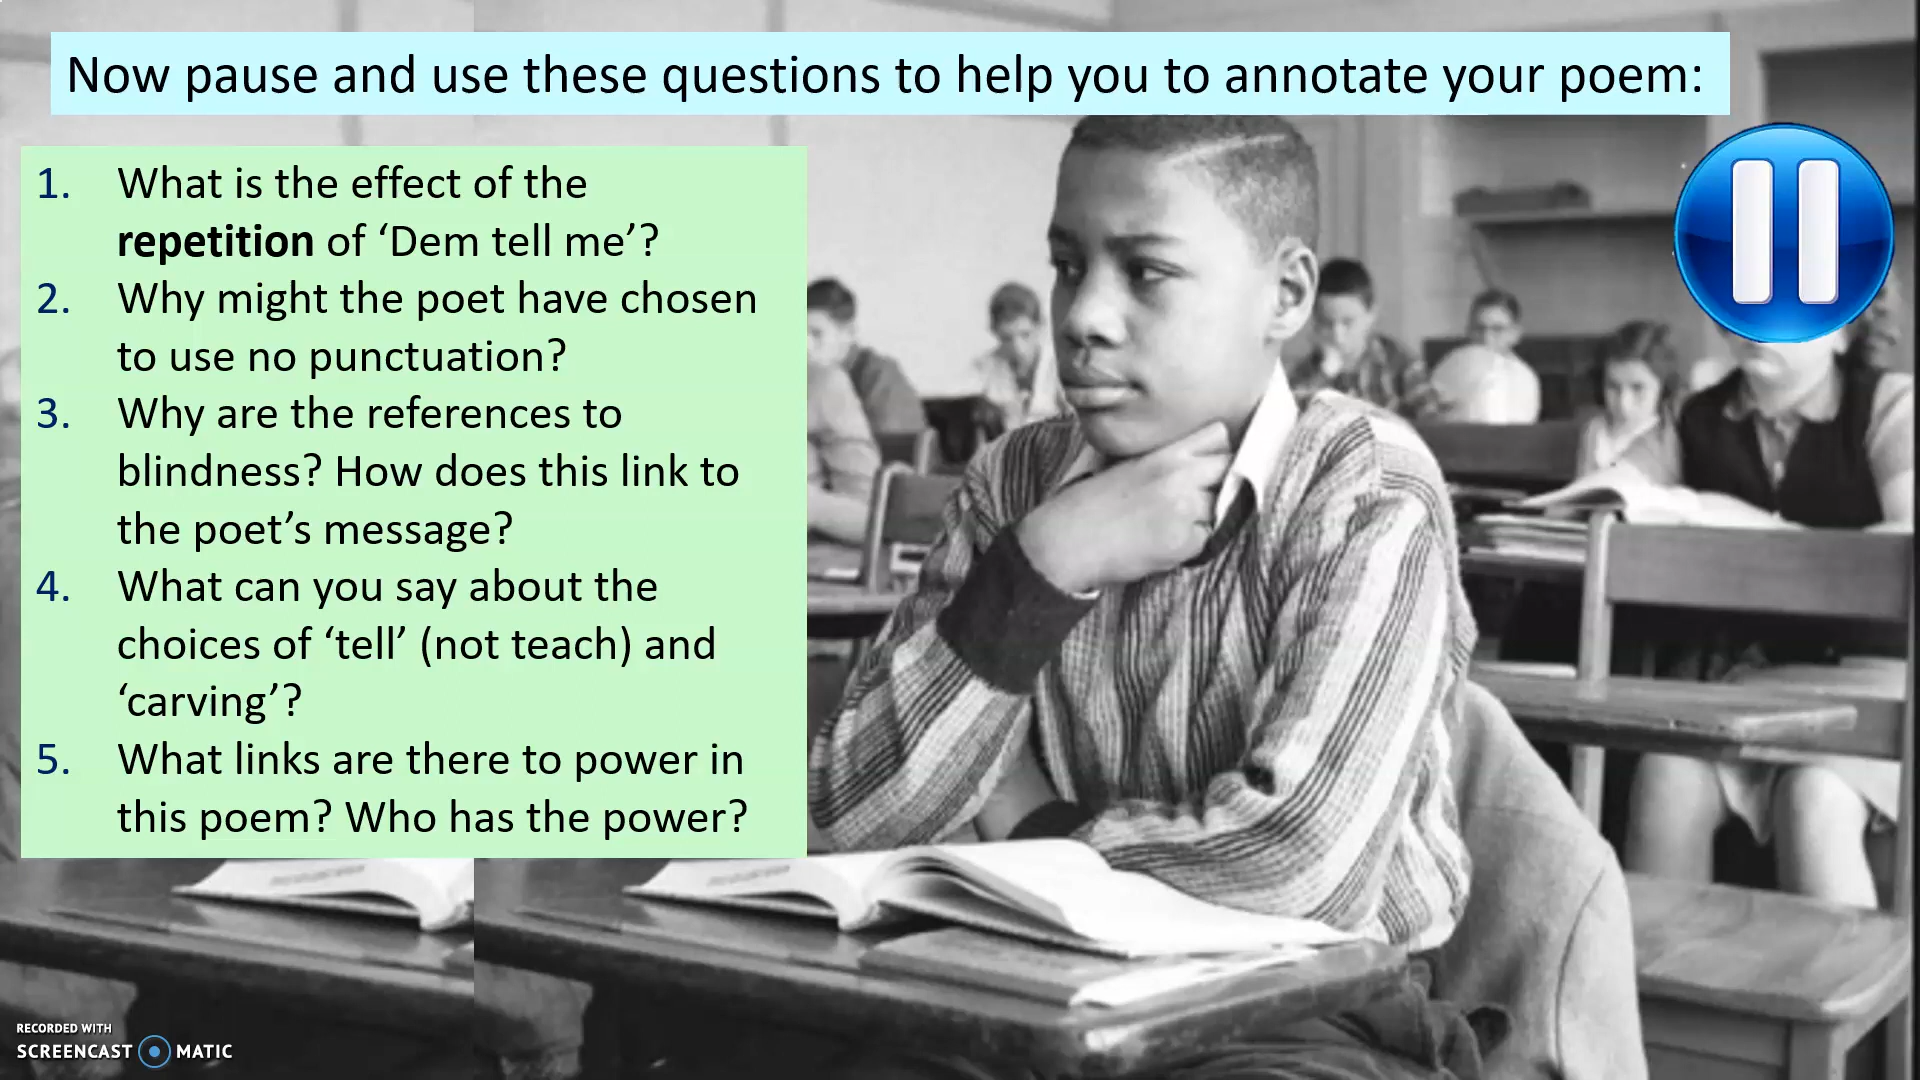 Now pause and use these questions to help you to annotate your poem:
1. What is the effect of the
repetition of ‘Dem tell me’?
2. Why might the poet have chosen
to use no punctuation?
3. Why are the references to
blindness? How does this link to
the poet’s message?
4. What can you say about the
choices of ‘tell’ (not teach) and
‘carving’?
5. What links are there to power in
this poem? Who has the power?
RECORDED WITH
SCREENCAST MATIC